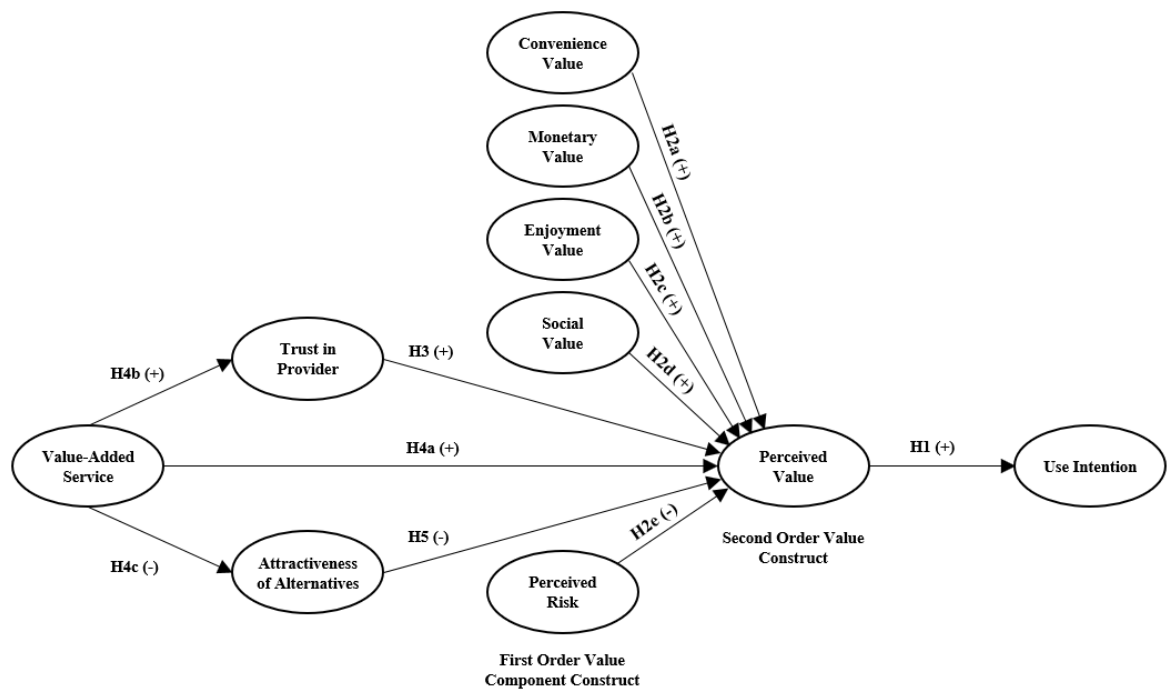 Convenience
Value
Monetary
Value
Enjoyment
Value
Social
Value
H2a (+)
H2b (+)
H2c (+)
H2d (+)
Trust in
Provider
H3 (+)
H4b (+)
Value-Added
Service
H4a (+)
Perceived
Value
H1 (+)
Use Intention
Second Order Value
Construct
H4c (-)
Attractiveness
of Alternatives
H5 (-)
H2e (-)
Perceived
Risk
First Order Value
Component Construct